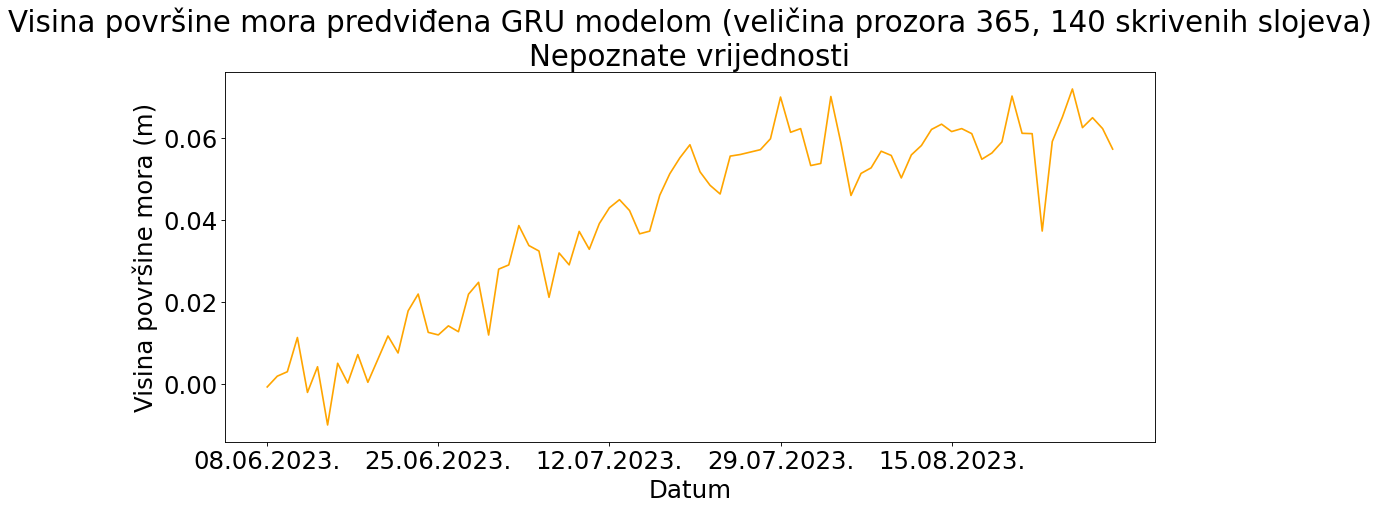 Visina površine mora predviđena GRU modelom (veličina prozora 365, 140 skrivenih slojeva)
Nepoznate vrijednosti
Visina površine mora (m)
0.06
0.04
0.02
0.00
08.06.2023. 25.06.2023. 12.07.2023. 29.07.2023. 15.08.2023.
Datum